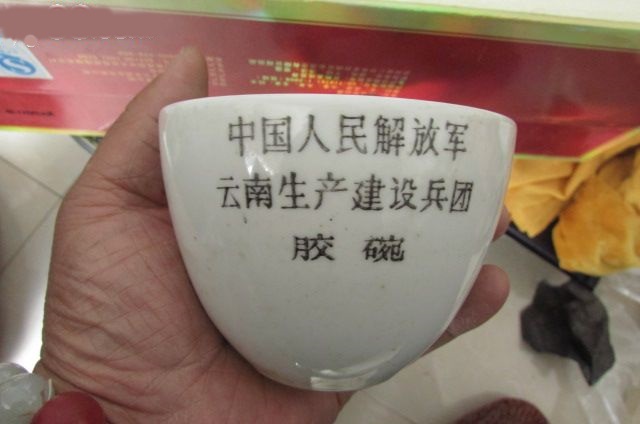 中国人民解放军
云南生产建设兵团
胶碗